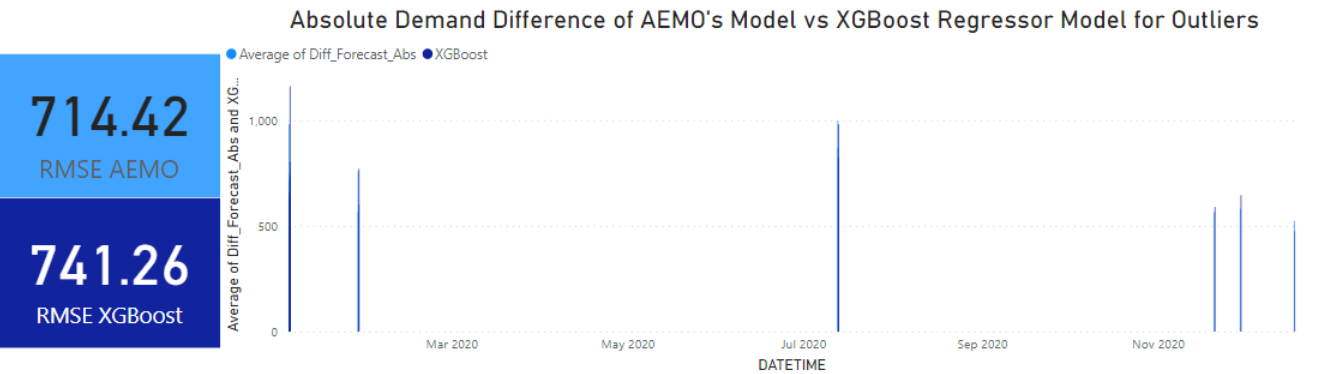 Absolute Demand Difference of AEMO's Model vs XGBoost Regressor Model for Outliers
Average of Diff_Forecast_Abs XGBoost
714.42
RMSE AEMO
741.26
RMSE XGBoost
Average of Diff_Forecast_Abs and XG...
1,000
500
0
Mar 2020 May 2020 Jul 2020 Sep 2020 Nov 2020
DATETIME